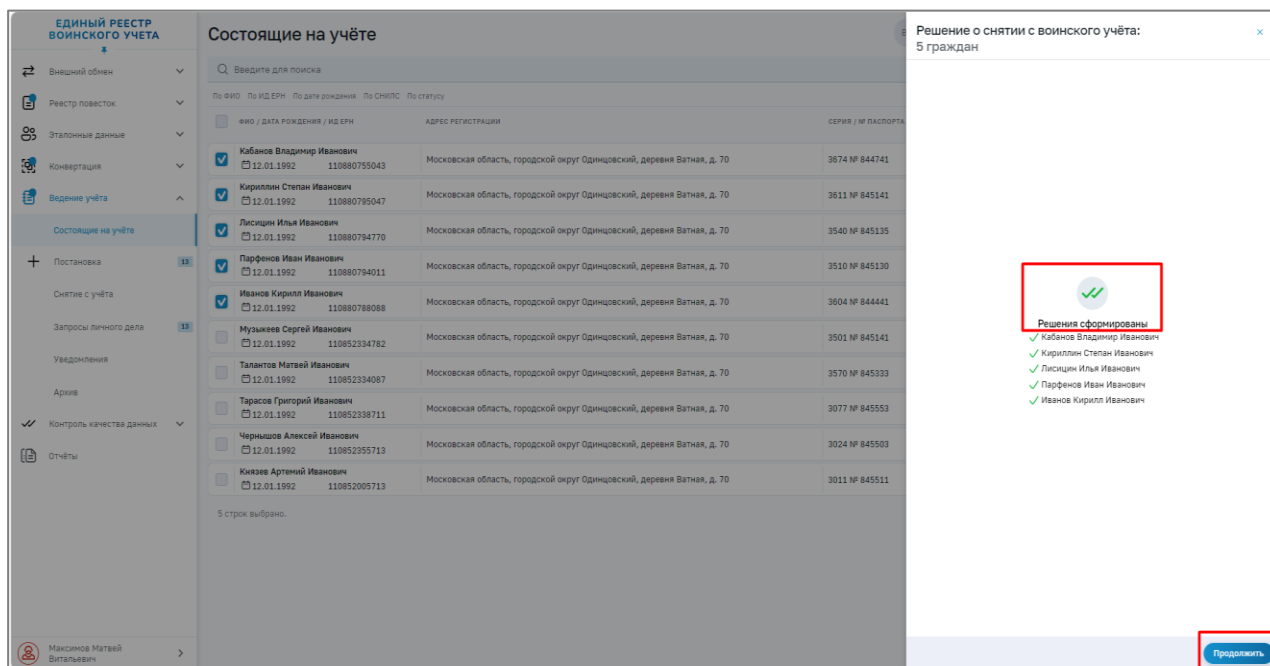 ЕДИНЫЙ РЕЕСТР
ВОИНСКОГО УЧЕТА
Внешний обмен
Реестр повесток
Эталонные данные
Конвертация
Ведение учёта
Состоящие на учёте
Постановка 13
Снятие с учёта
Запросы личного дела 13
Уведомления
Архив
Контроль качества данных
Отчёты
Максимов Матвей
Витальевич
Состоящие на учёте
Введите для поиска
По ФИО По ИД ЕРН По дате рождения По СНИЛС По статусу
ФИО / ДАТА РОЖДЕНИЯ / ИД ЕРН АДРЕС РЕГИСТРАЦИИ СЕРИЯ / № ПАСПОРТА
Кабанов Владимир Иванович
12.01.1992 110880755043 Московская область, городской округ Одинцовский, деревня Ватная, д. 70 3674 № 844741
Кириллин Степан Иванович
12.01.1992 110880795047 Московская область, городской округ Одинцовский, деревня Ватная, д. 70 3611 № 845141
Лисицин Илья Иванович
12.01.1992 110880794770 Московская область, городской округ Одинцовский, деревня Ватная, д. 70 3540 № 845135
Парфенов Иван Иванович
12.01.1992 110880794011 Московская область, городской округ Одинцовский, деревня Ватная, д. 70 3510 № 845130
Иванов Кирилл Иванович
12.01.1992 110880788088 Московская область, городской округ Одинцовский, деревня Ватная, д. 70 3604 № 844441
Музыкеев Сергей Иванович
12.01.1992 110852334782 Московская область, городской округ Одинцовский, деревня Ватная, д. 70 3501 № 845141
Талантов Матвей Иванович
12.01.1992 110852334087 Московская область, городской округ Одинцовский, деревня Ватная, д. 70 3570 № 845333
Тарасов Григорий Иванович
12.01.1992 110852338711 Московская область, городской округ Одинцовский, деревня Ватная, д. 70 3077 № 845553
Чернышов Алексей Иванович
12.01.1992 110852355713 Московская область, городской округ Одинцовский, деревня Ватная, д. 70 3024 № 845503
Князев Артемий Иванович
12.01.1992 110852005713 Московская область, городской округ Одинцовский, деревня Ватная, д. 70 3011 № 845511
5 строк выбрано.
Решение о снятии с воинского учёта:
5 граждан
Решения сформированы
Кабанов Владимир Иванович
Кириллин Степан Иванович
Лисицин Илья Иванович
Парфенов Иван Иванович
Иванов Кирилл Иванович
Продолжить